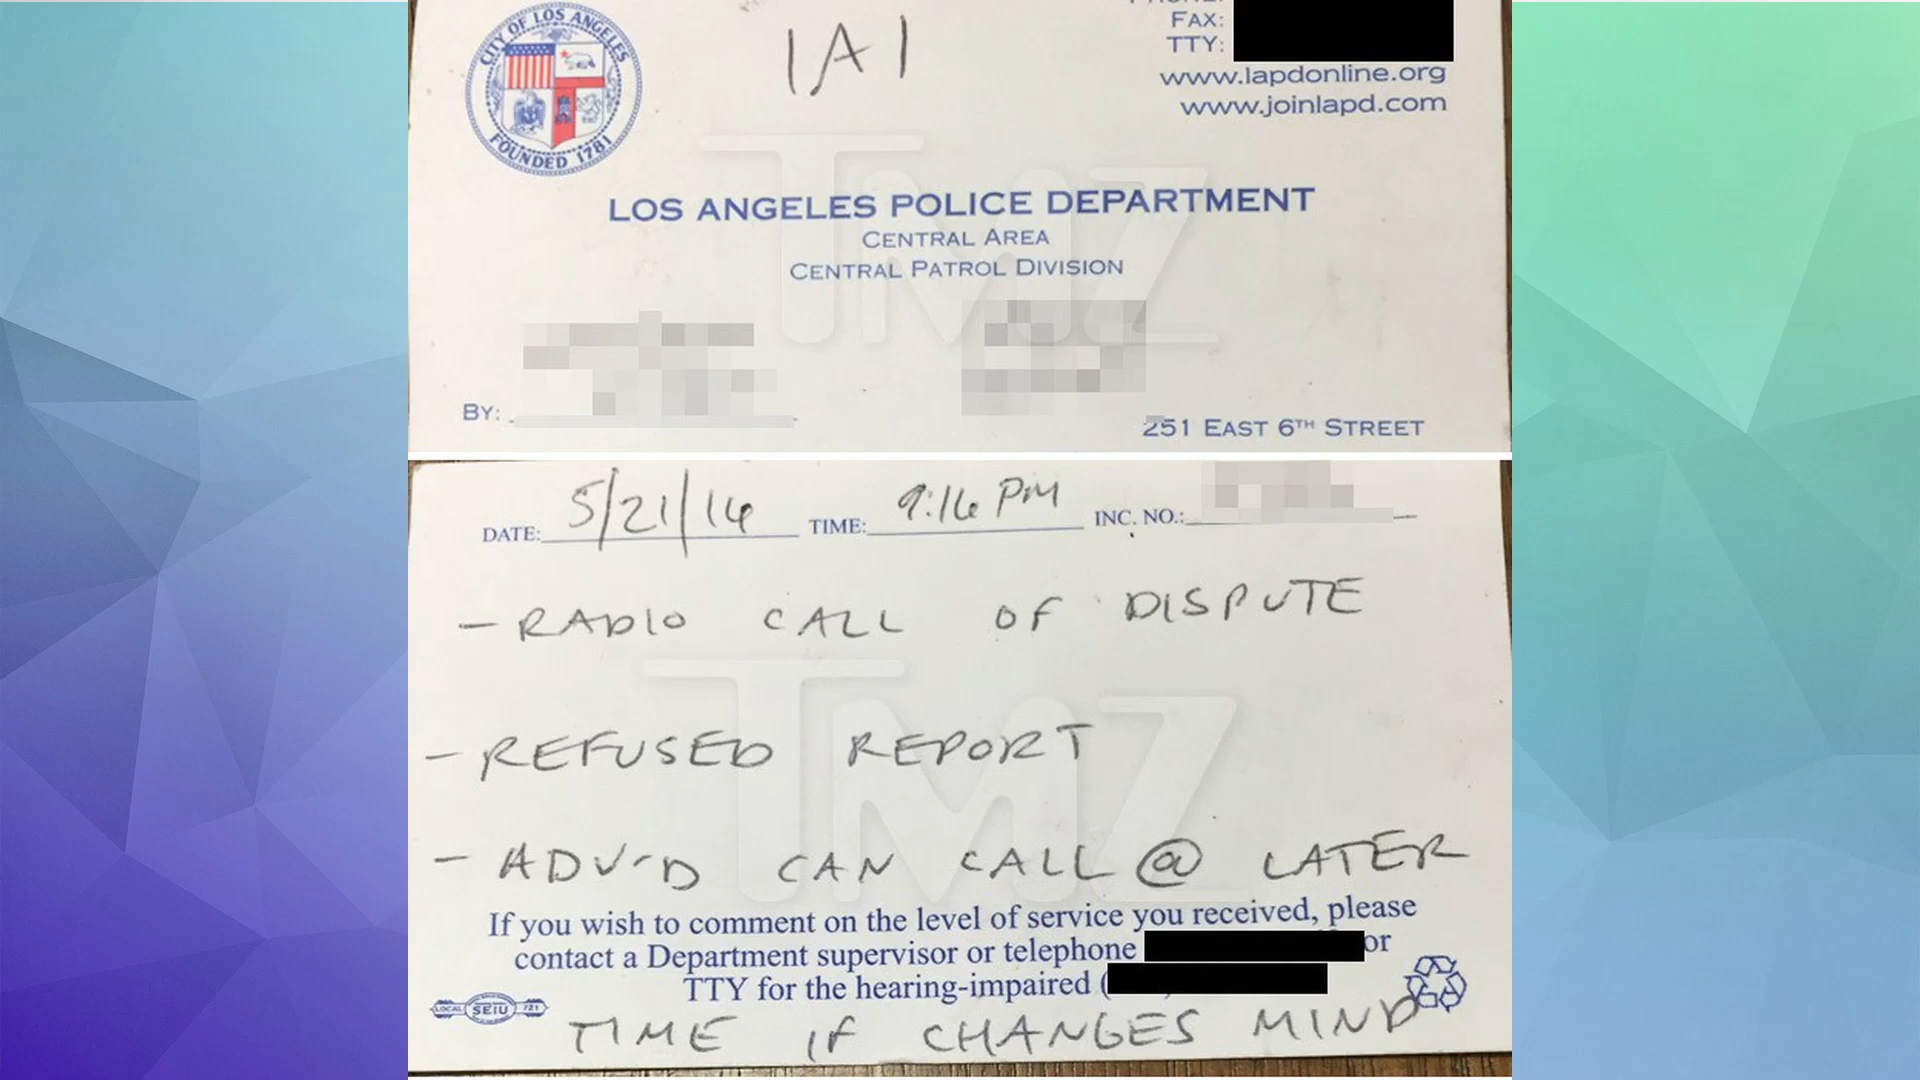 PHONE:
CITY OF LOS ANGELES
FOUNDED 1781
1A1
FAX:
TTY:
www.lapdonline.org
www.joinlapd.com
LOS ANGELES POLICE DEPARTMENT
CENTRAL AREA
CENTRAL PATROL DIVISION
TMZ
BY:
251 EAST 6TH STREET
DATE: 5/21/16 TIME: 9:16 PM INC. NO.:
- RADIO CALL OF DISPUTE
- REFUSED REPORT
TMZ
- ADV'D CAN CALL @ LATER
If you wish to comment on the level of service you received, please
contact a Department supervisor or telephone or
TTY for the hearing-impaired (
LOCAL SEIU 721
TIME IF CHANGES MIND